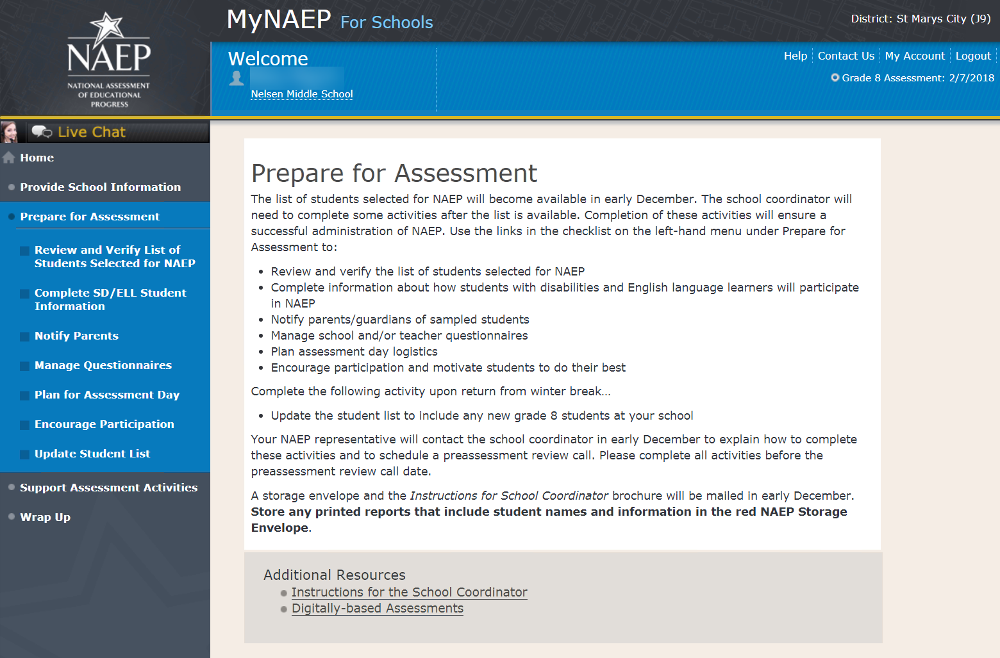 MyNAEP For Schools
District: St Marys City (J9)
NAEP
NATIONAL ASSESSMENT
OF EDUCATIONAL
PROGRESS
Welcome
Nelsen Middle School
Help
Contact Us
My Account
Logout
Grade 8 Assessment: 2/7/2018
Live Chat
Home
Provide School Information
Prepare for Assessment
Review and Verify List of
Students Selected for NAEP
Complete SD/ELL Student
Information
Notify Parents
Manage Questionnaires
Plan for Assessment Day
Encourage Participation
Update Student List
Support Assessment Activities
Wrap Up
Prepare for Assessment
The list of students selected for NAEP will become available in early December. The school coordinator will
need to complete some activities after the list is available. Completion of these activities will ensure a
successful administration of NAEP. Use the links in the checklist on the left-hand menu under Prepare for
Assessment to:
• Review and verify the list of students selected for NAEP
• Complete information about how students with disabilities and English language learners will participate
in NAEP
• Notify parents/guardians of sampled students
• Manage school and/or teacher questionnaires
• Plan assessment day logistics
• Encourage participation and motivate students to do their best
Complete the following activity upon return from winter break…
• Update the student list to include any new grade 8 students at your school
Your NAEP representative will contact the school coordinator in early December to explain how to complete
these activities and to schedule a preassessment review call. Please complete all activities before the
preassessment review call date.
A storage envelope and the Instructions for School Coordinator brochure will be mailed in early December.
Store any printed reports that include student names and information in the red NAEP Storage
Envelope.
Additional Resources
Instructions for the School Coordinator
Digitally-based Assessments